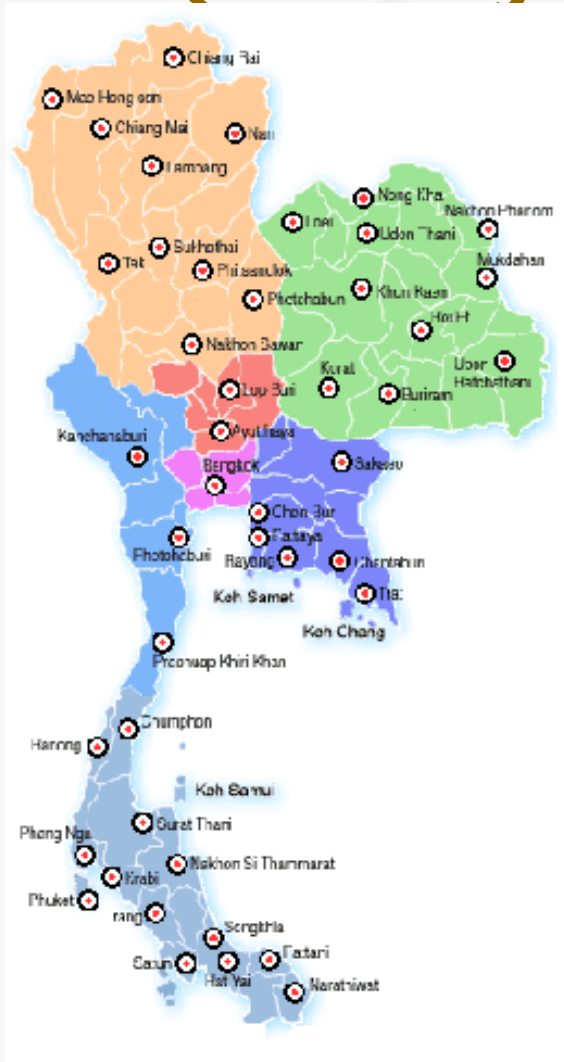 Chiang Rai
Mae Hong son
Chiang Mai
Nan
Lampang
Nong Khai
Nakhon Phanom
Loei
Udon Thani
Sukhothai
Tak
Phitsanulok
Mukdahan
Khon Kaen
Phetchabun
Roi Et
Nakhon Sawan
Korat
Ubon
Ratchathani
Lop Buri
Buriram
Ayutthaya
Kanchanaburi
Bangkok
Sakaeo
Chon Buri
Pattaya
Phetchaburi
Rayong
Chantaburi
Trat
Koh Samet
Koh Chang
Prachuap Khiri Khan
Chumphon
Ranong
Koh Samui
Surat Thani
Phang Nga
Nakhon Si Thammarat
Krabi
Phuket
Trang
Songkhla
Satun
Pattani
Hat Yai
Narathiwat